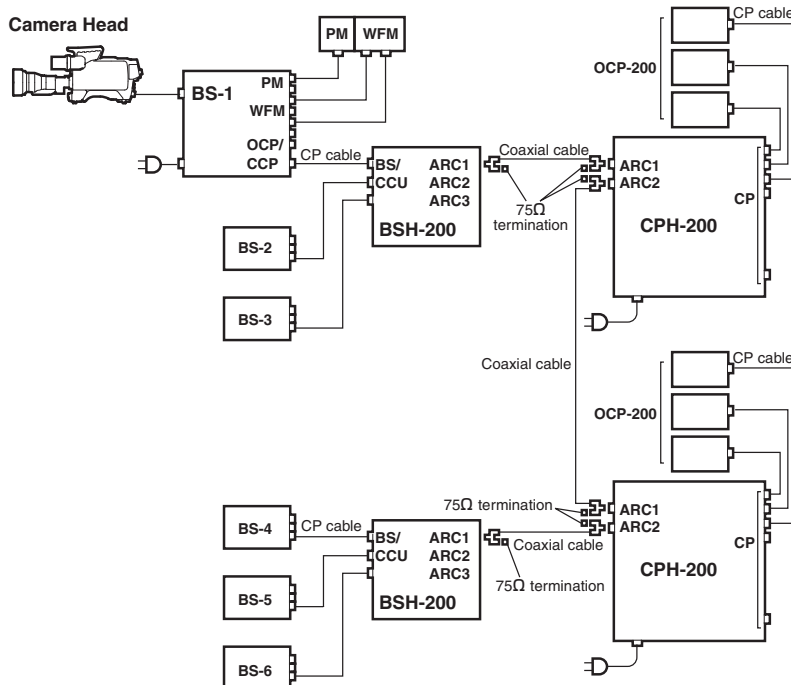 Camera Head
PM WFM
CP cable
BS-1
PM
WFM
OCP/
CCP
OCP-200
CP cable
BS/
CCU
ARC1
ARC2
ARC3
BSH-200
Coaxial cable
75Ω
termination
ARC1
ARC2
CP
CPH-200
BS-2
BS-3
Coaxial cable
CP cable
OCP-200
75Ω termination
ARC1
ARC2
CP
CPH-200
BS-4
CP cable
BS/
CCU
ARC1
ARC2
ARC3
BSH-200
Coaxial cable
75Ω termination
BS-5
BS-6